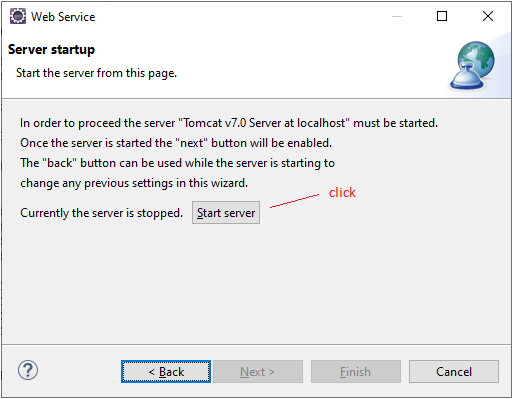 Web Service
Server startup
Start the server from this page.
In order to proceed the server "Tomcat v7.0 Server at localhost" must be started.
Once the server is started the "next" button will be enabled.
The "back" button can be used while the server is starting to
change any previous settings in this wizard.
Currently the server is stopped. Start server
click
? < Back Next > Finish Cancel